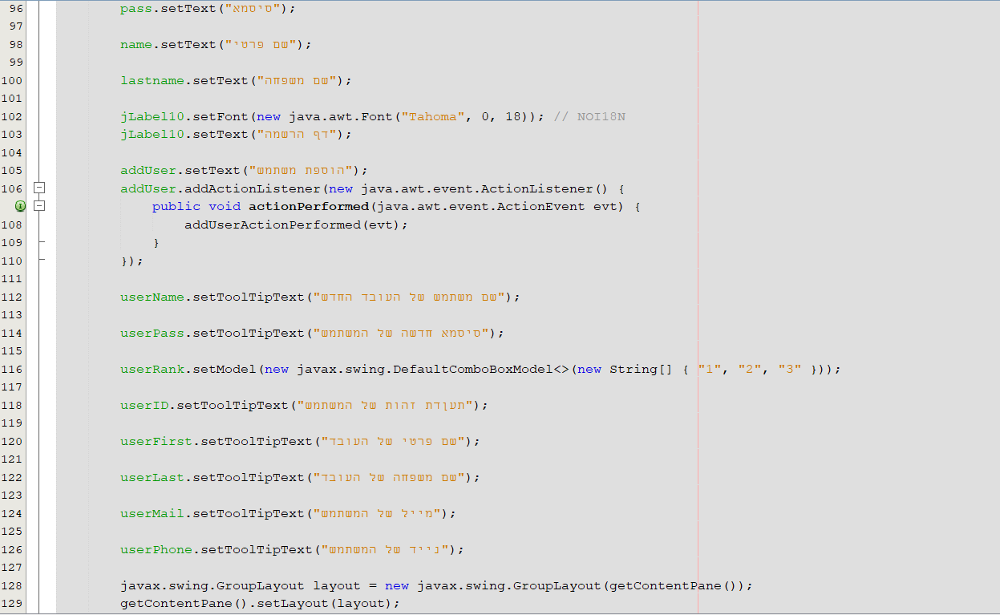 96 pass.setText("סיסמא");
97
98 name.setText("שם פרטי");
99
100 lastname.setText("שם משפחה");
101
102 jLabel10.setFont(new java.awt.Font("Tahoma", 0, 18)); // NOI18N
103 jLabel10.setText("דף הרשמה");
104
105 addUser.setText("הוספת משתמש");
106 addUser.addActionListener(new java.awt.event.ActionListener() {
public void actionPerformed(java.awt.event.ActionEvent evt) {
108 addUserActionPerformed(evt);
109 }
110 });
111
112 userName.setToolTipText("שם משתמש של העובד החדש");
113
114 userPass.setToolTipText("סיסמא חדשה של המשתמש");
115
116 userRank.setModel(new javax.swing.DefaultComboBoxModel<>(new String[] { "1", "2", "3" }));
117
118 userID.setToolTipText("תעןדת זהות של המשתמש");
119
120 userFirst.setToolTipText("שם פרטי של העובד");
121
122 userLast.setToolTipText("שם משפחה של העובד");
123
124 userMail.setToolTipText("מייל של המשתמש");
125
126 userPhone.setToolTipText("נייד של המשתמש");
127
128 javax.swing.GroupLayout layout = new javax.swing.GroupLayout(getContentPane());
129 getContentPane().setLayout(layout);